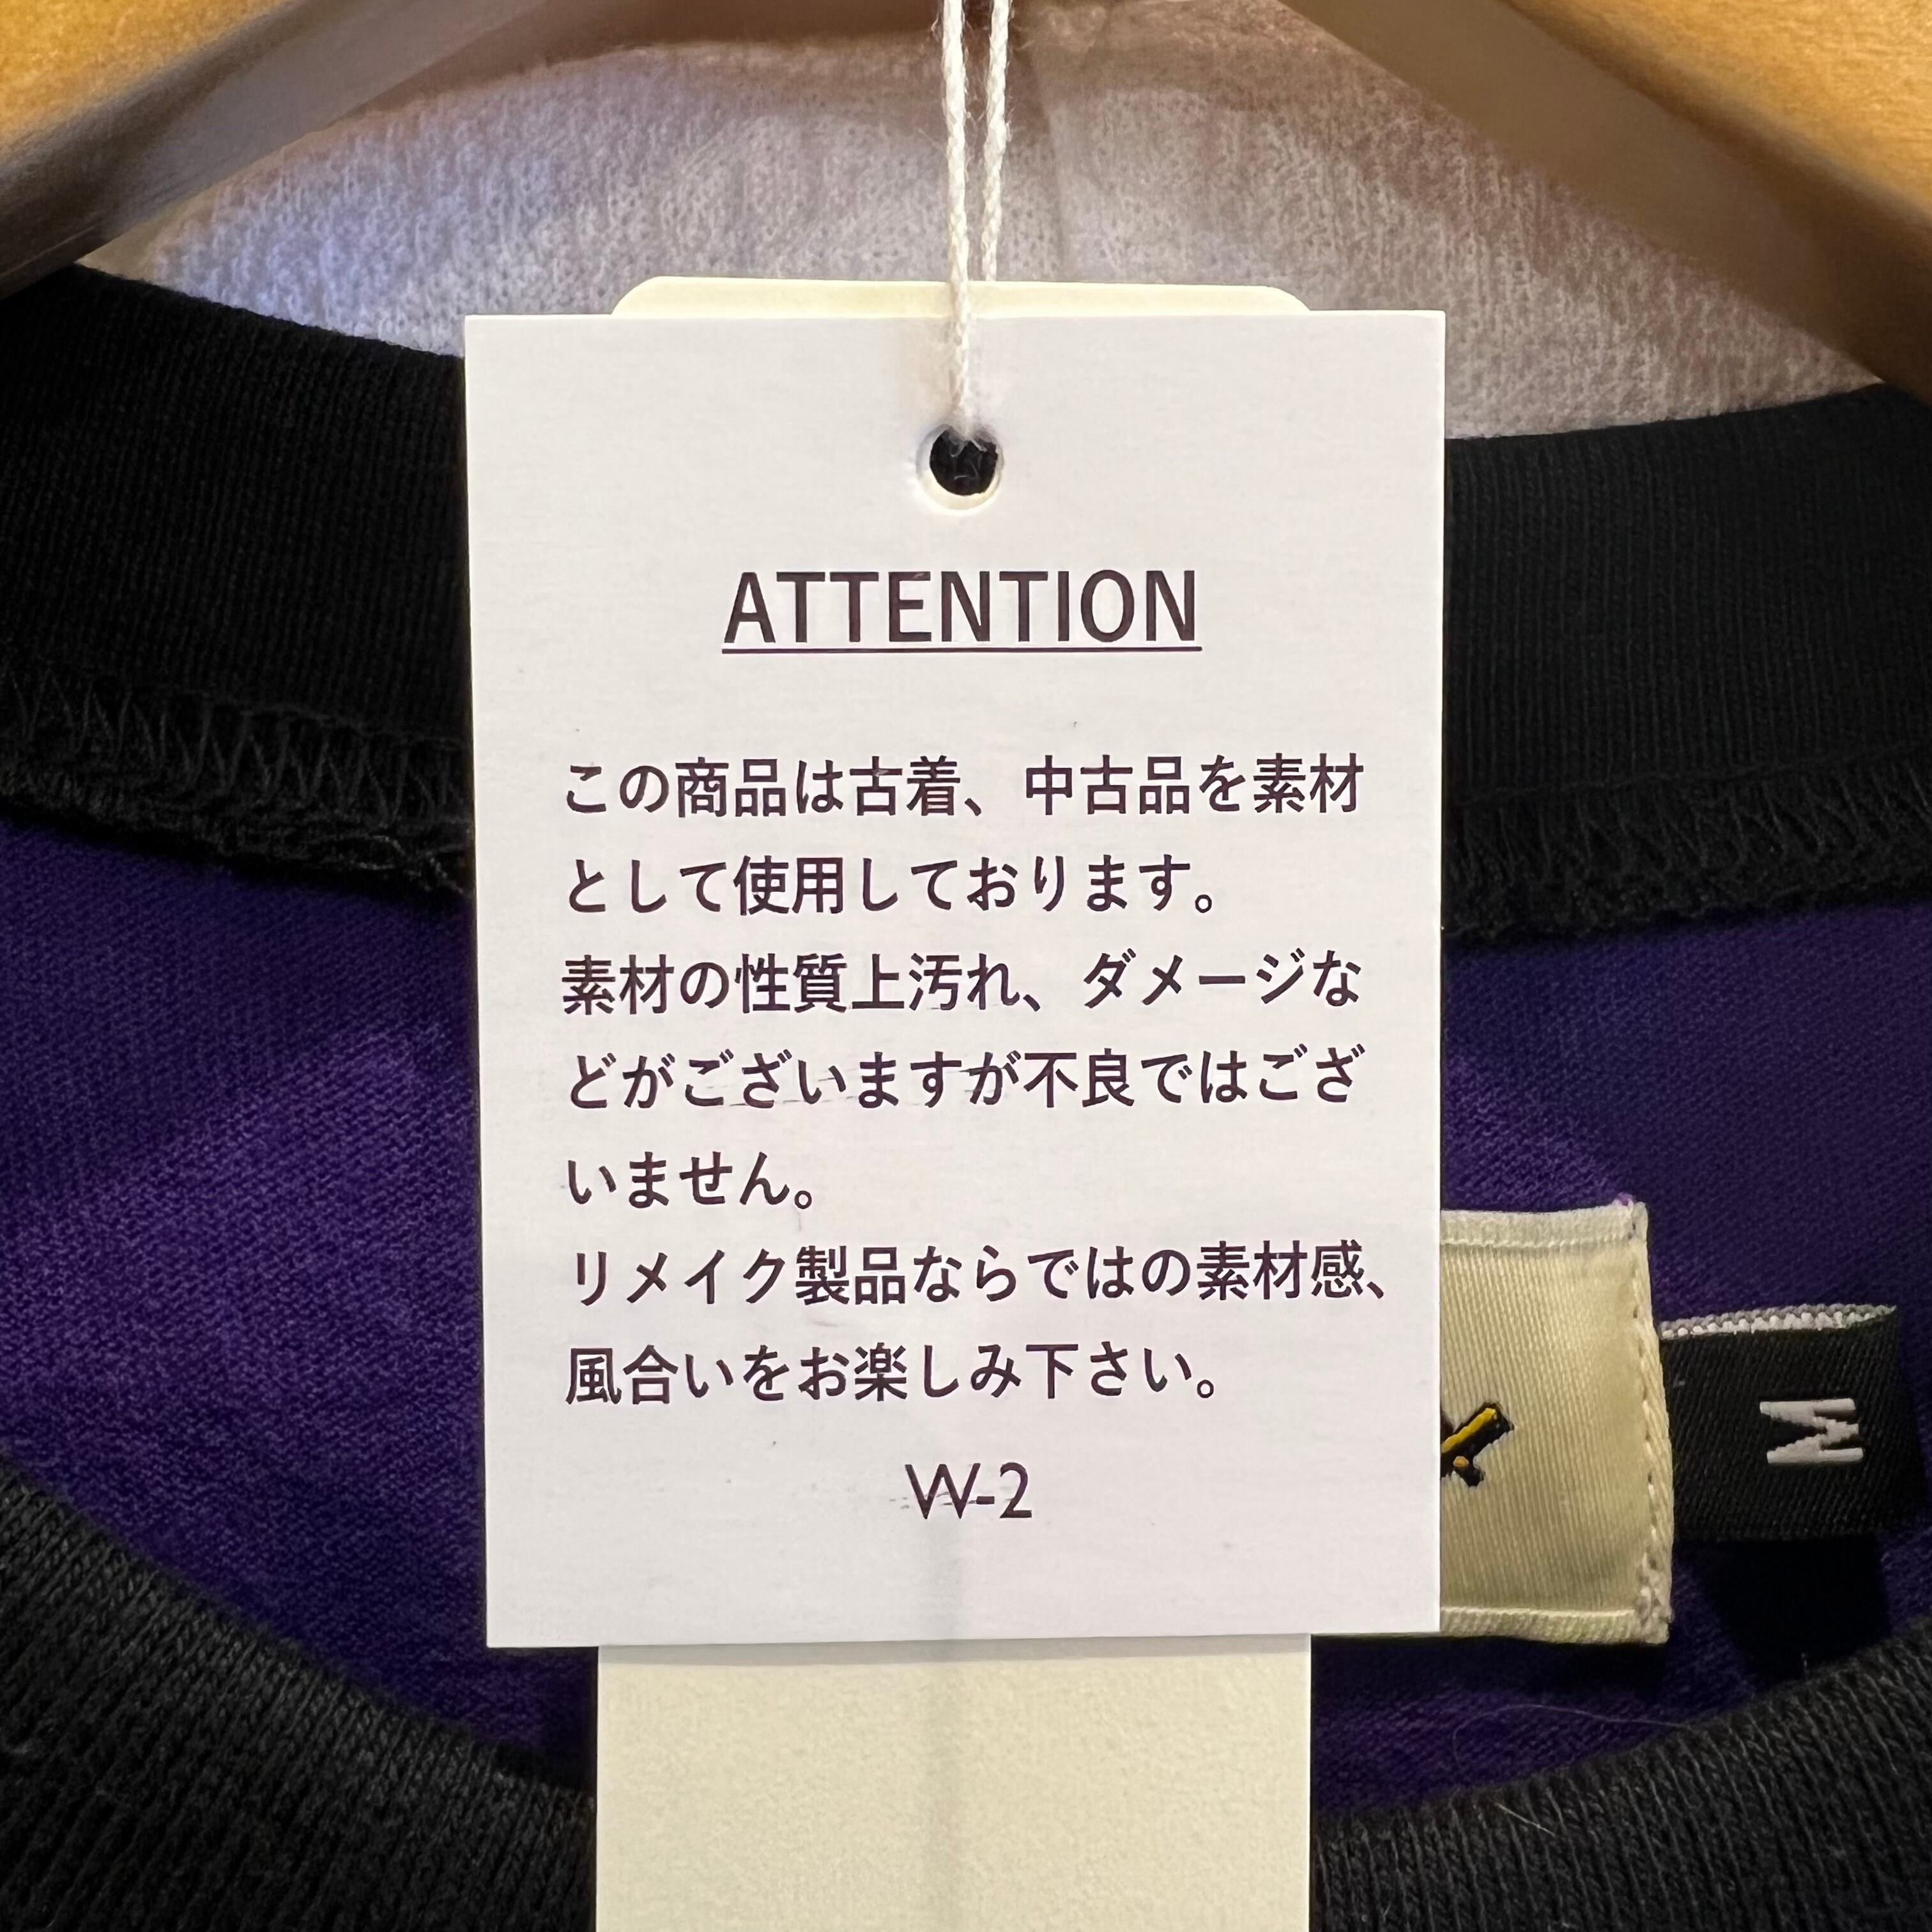 ATTENTION
この商品は古着、中古品を素材
として使用しております。
素材の性質上汚れ、ダメージな
どがございますが不良ではござ
いません。
リメイク製品ならではの素材感、
風合いをお楽しみ下さい。
W-2
M